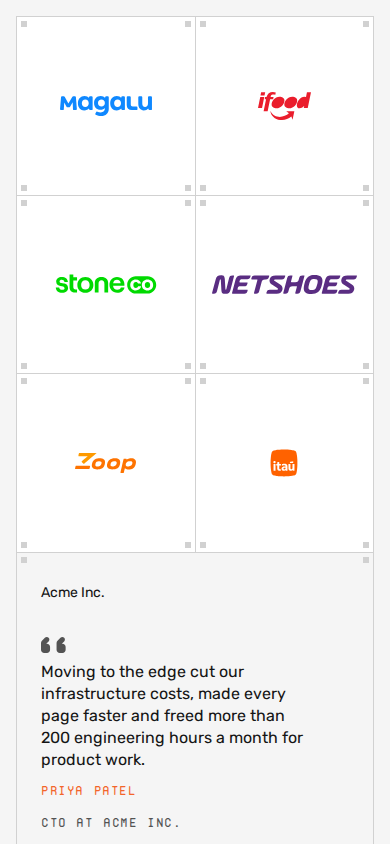 magalu
ifood
stone co
NETSHOES
Zoop
itaú
Acme Inc.
Moving to the edge cut our
infrastructure costs, made every
page faster and freed more than
200 engineering hours a month for
product work.
PRIYA PATEL
CTO AT ACME INC.